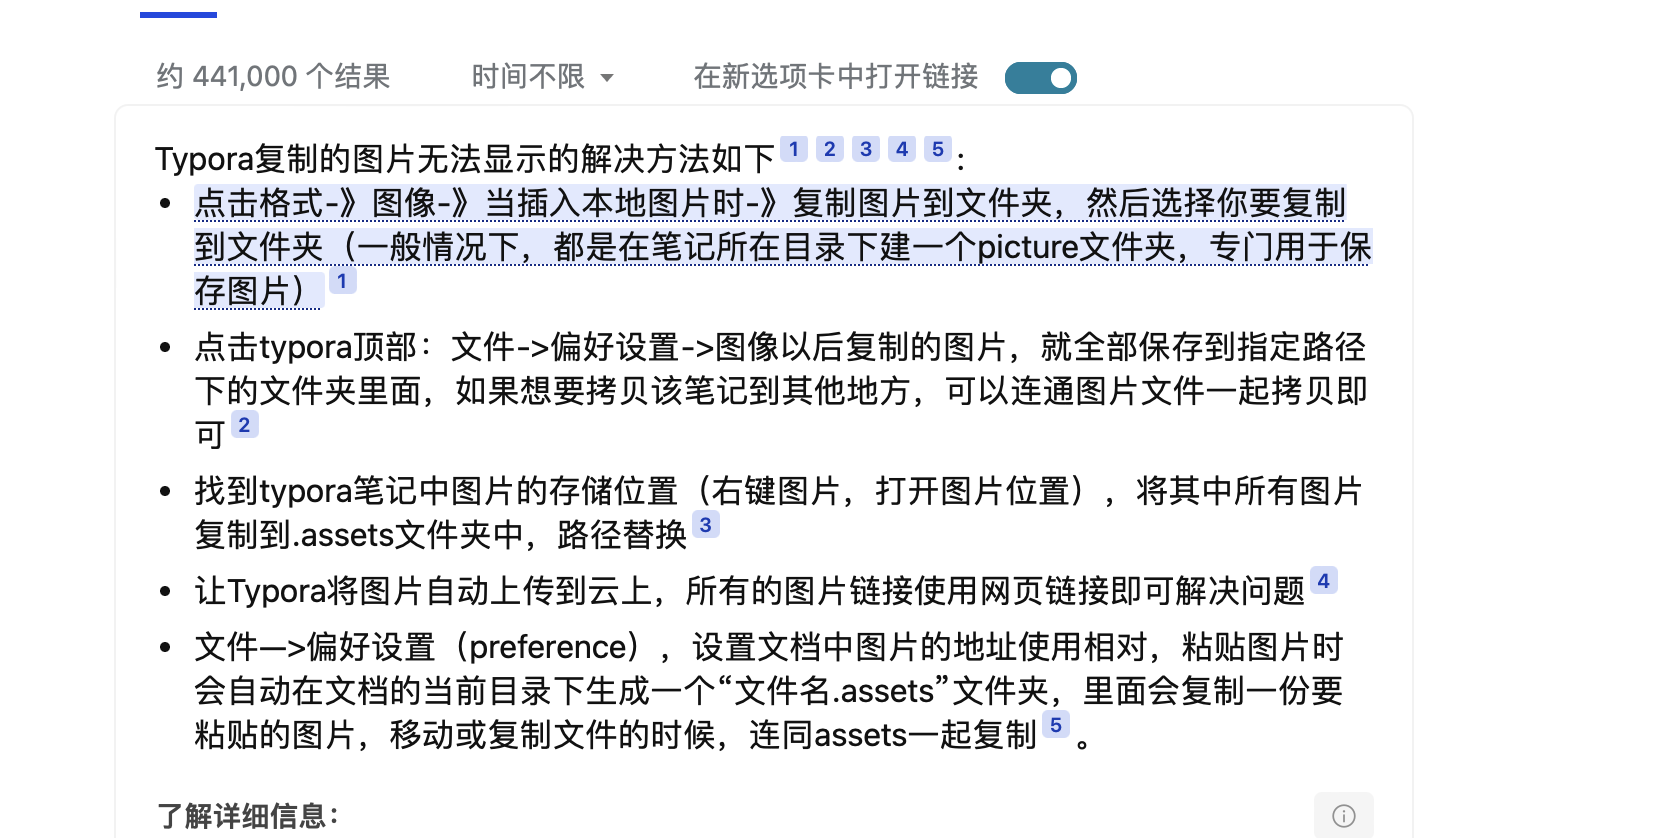 约 441,000 个结果 时间不限 在新选项卡中打开链接
Typora复制的图片无法显示的解决方法如下 1 2 3 4 5 ：
• 点击格式-》图像-》当插入本地图片时-》复制图片到文件夹，然后选择你要复制
到文件夹（一般情况下，都是在笔记所在目录下建一个picture文件夹，专门用于保
存图片） 1
• 点击typora顶部：文件->偏好设置->图像以后复制的图片，就全部保存到指定路径
下的文件夹里面，如果想要拷贝该笔记到其他地方，可以连通图片文件一起拷贝即
可 2
• 找到typora笔记中图片的存储位置（右键图片，打开图片位置），将其中所有图片
复制到.assets文件夹中，路径替换 3
• 让Typora将图片自动上传到云上，所有的图片链接使用网页链接即可解决问题 4
• 文件—>偏好设置（preference），设置文档中图片的地址使用相对，粘贴图片时
会自动在文档的当前目录下生成一个“文件名.assets”文件夹，里面会复制一份要
粘贴的图片，移动或复制文件的时候，连同assets一起复制 5 。
了解详细信息：